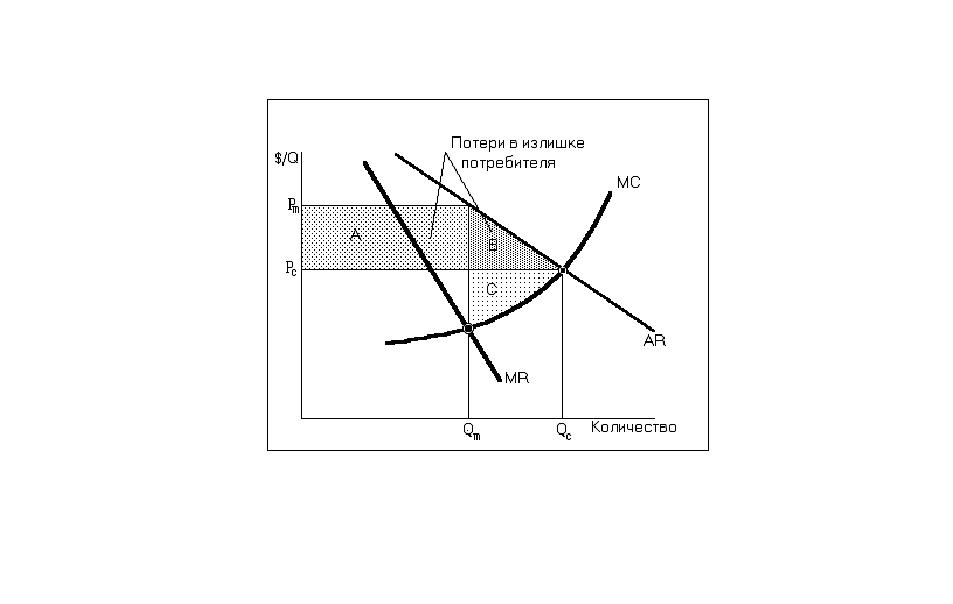 Потери в излишке
потребителя
$/Q
MC
Pm
A
B
Pc
C
AR
MR
Qm
Qc
Количество